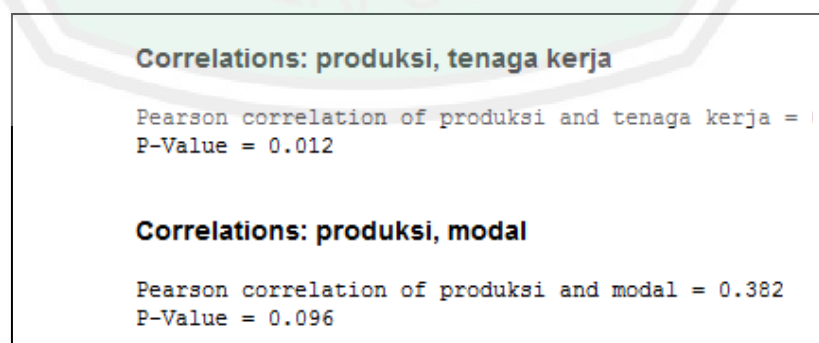 Correlations: produksi, tenaga kerja
Pearson correlation of produksi and tenaga kerja =
P-Value = 0.012
Correlations: produksi, modal
Pearson correlation of produksi and modal = 0.382
P-Value = 0.096